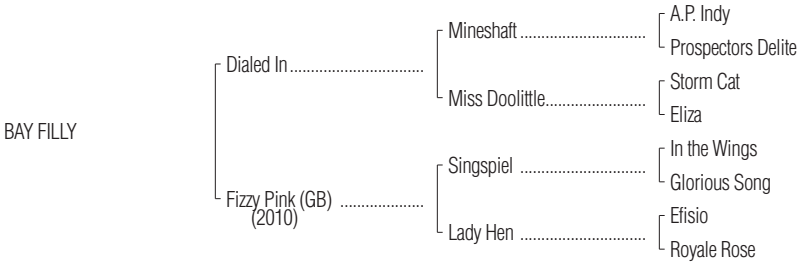 A.P. Indy
Mineshaft ..............................
Prospectors Delite
Dialed In................................
Storm Cat
Miss Doolittle........................
Eliza
BAY FILLY
In the Wings
Singspiel ..............................
Glorious Song
Fizzy Pink (GB) ....................
(2010)
Efisio
Lady Hen ..............................
Royale Rose